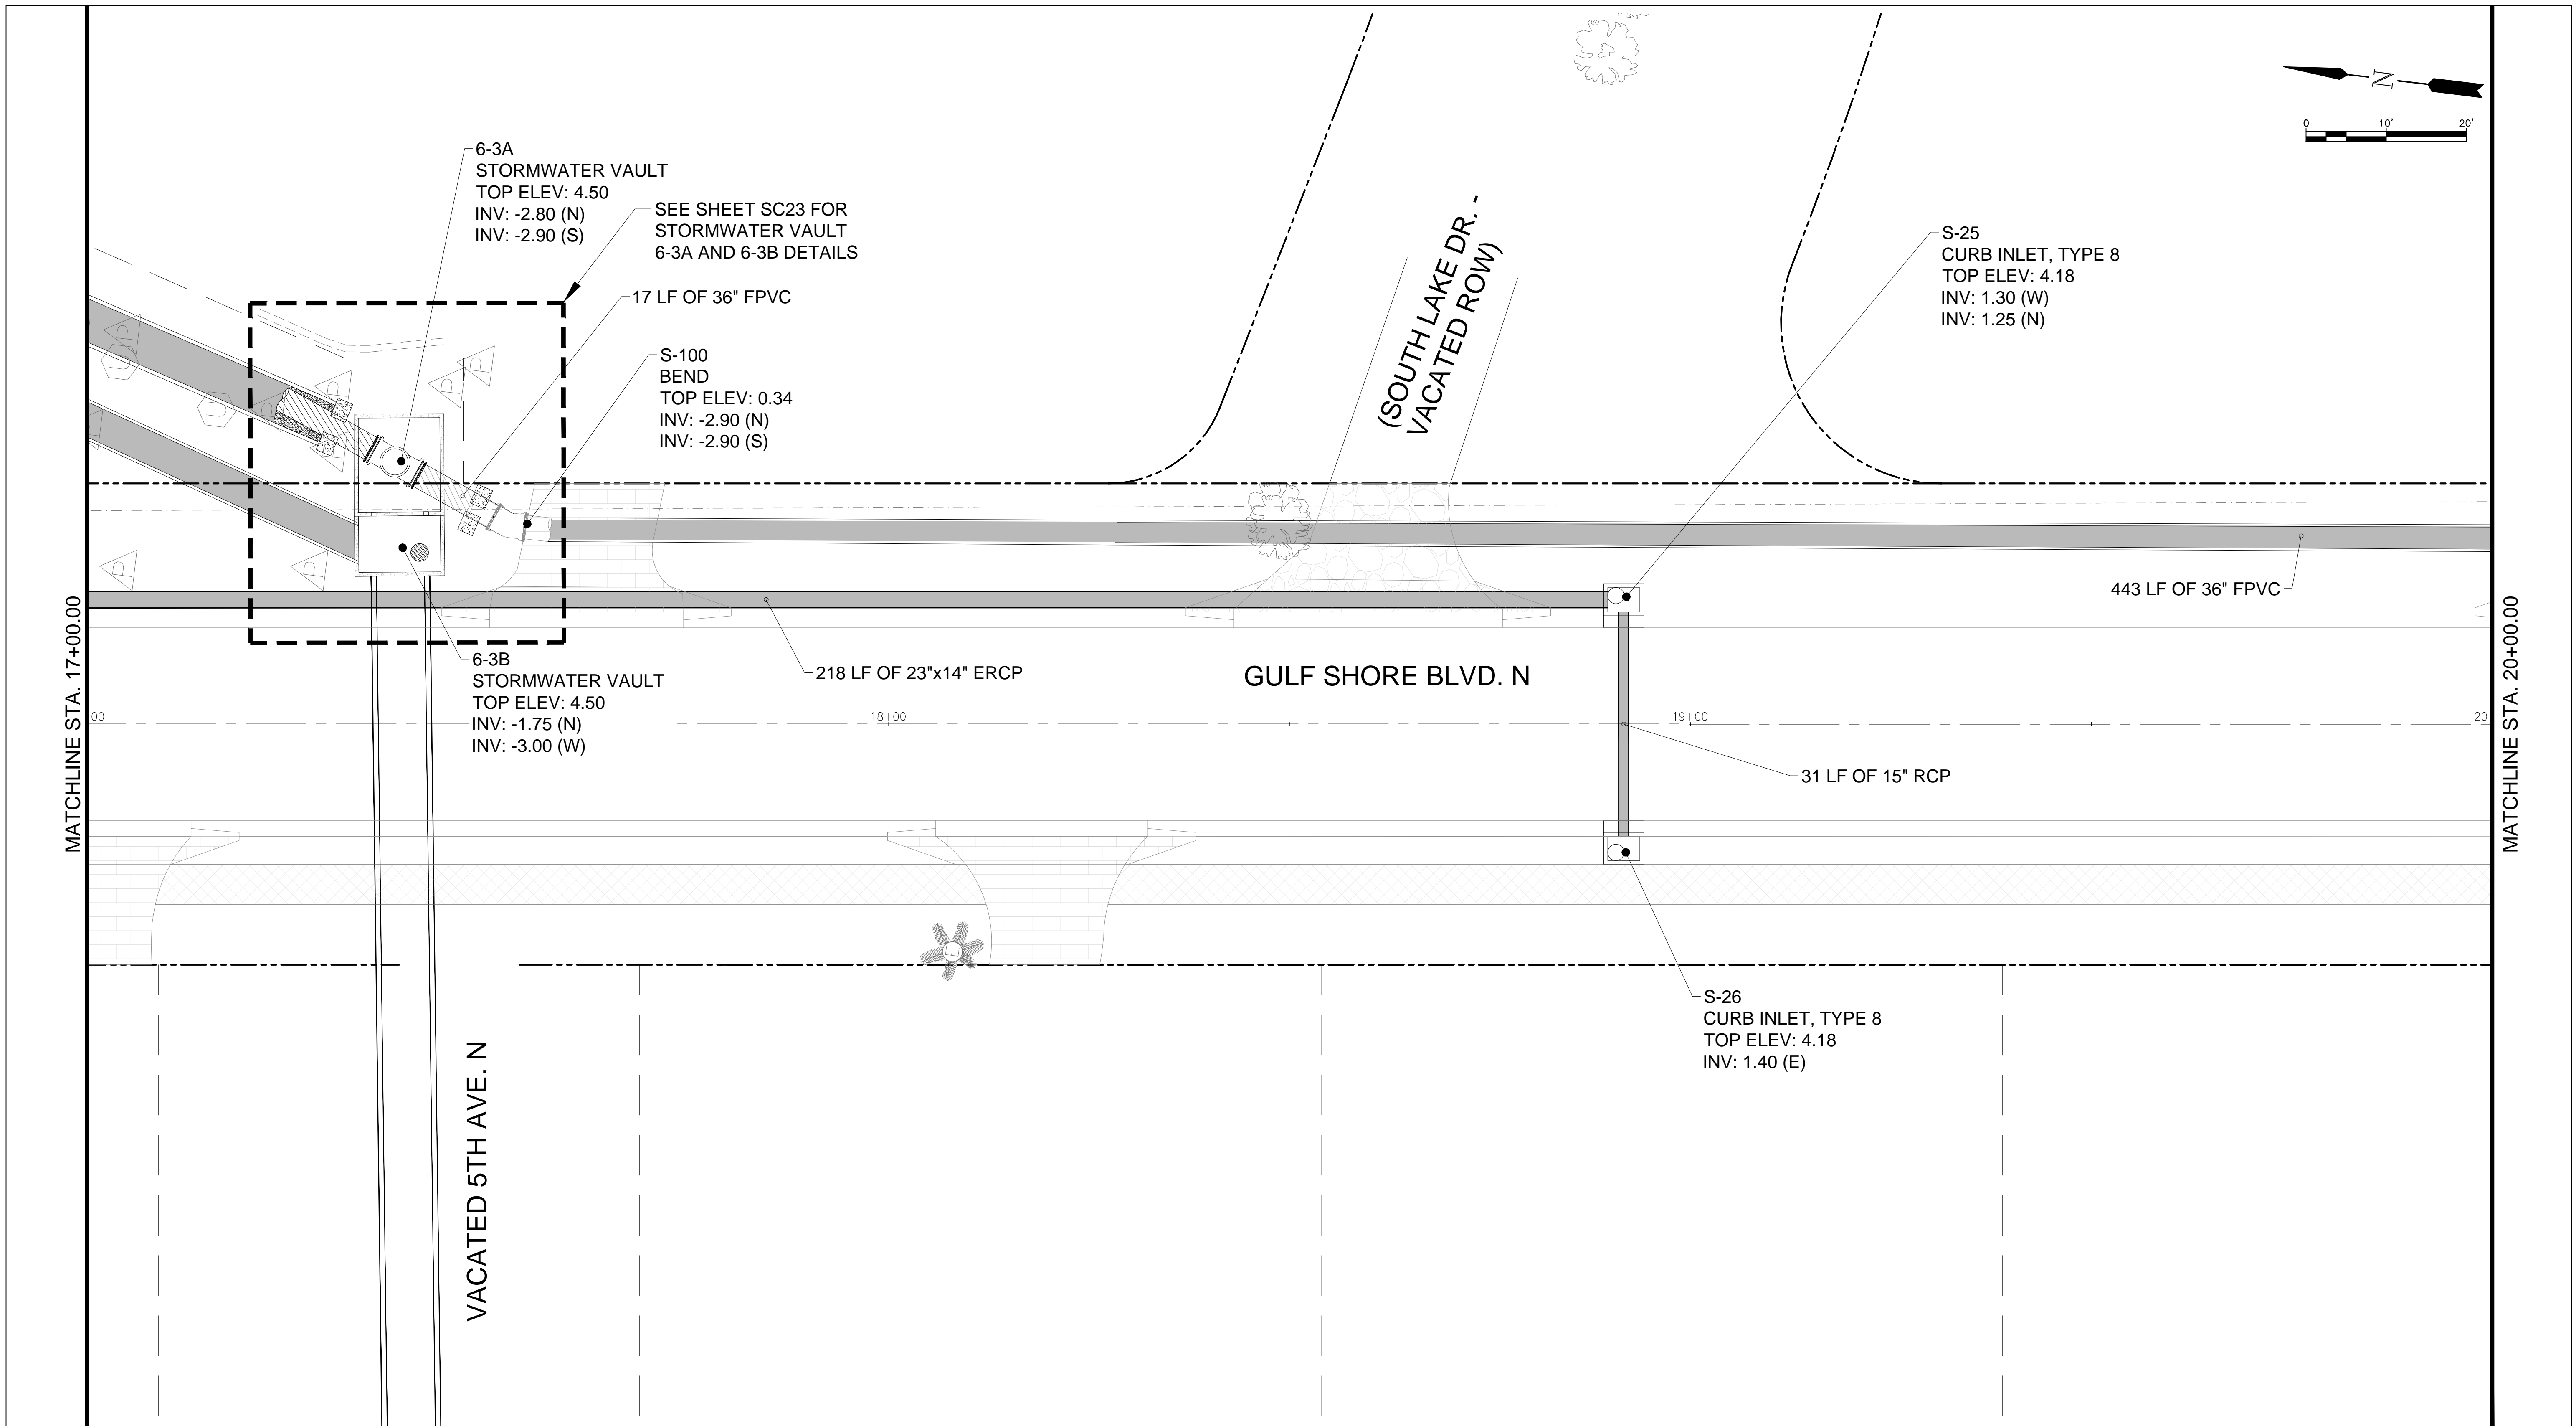 N
0 10' 20'
6-3A
STORMWATER VAULT
TOP ELEV: 4.50
INV: -2.80 (N)
INV: -2.90 (S)
SEE SHEET SC23 FOR
STORMWATER VAULT
6-3A AND 6-3B DETAILS
17 LF OF 36" FPVC
S-100
BEND
TOP ELEV: 0.34
INV: -2.90 (N)
INV: -2.90 (S)
(SOUTH LAKE DR. -
VACATED ROW)
S-25
CURB INLET, TYPE 8
TOP ELEV: 4.18
INV: 1.30 (W)
INV: 1.25 (N)
443 LF OF 36" FPVC
MATCHLINE STA. 17+00.00
MATCHLINE STA. 20+00.00
6-3B
STORMWATER VAULT
TOP ELEV: 4.50
INV: -1.75 (N)
INV: -3.00 (W)
218 LF OF 23"x14" ERCP
GULF SHORE BLVD. N
00
18+00
19+00
20
31 LF OF 15" RCP
VACATED 5TH AVE. N
S-26
CURB INLET, TYPE 8
TOP ELEV: 4.18
INV: 1.40 (E)